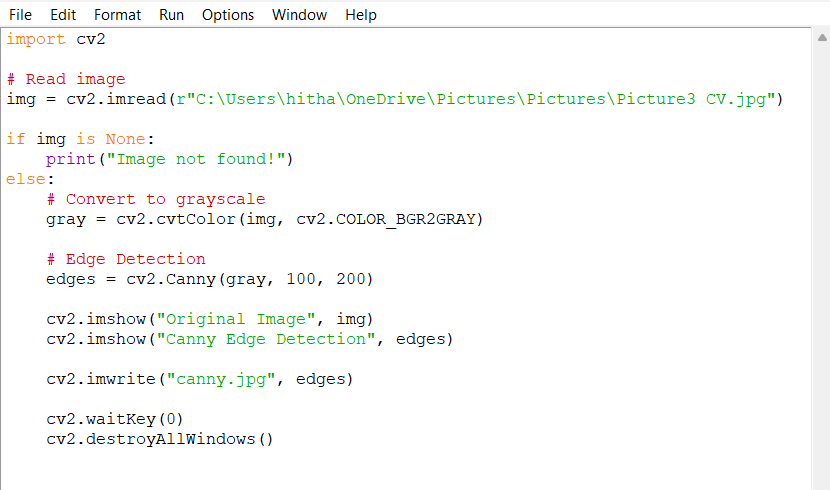 File Edit Format Run Options Window Help
import cv2
# Read image
img = cv2.imread(r"C:\Users\hitha\OneDrive\Pictures\Pictures\Picture3 CV.jpg")
if img is None:
    print("Image not found!")
else:
    # Convert to grayscale
    gray = cv2.cvtColor(img, cv2.COLOR_BGR2GRAY)
    # Edge Detection
    edges = cv2.Canny(gray, 100, 200)
    cv2.imshow("Original Image", img)
    cv2.imshow("Canny Edge Detection", edges)
    cv2.imwrite("canny.jpg", edges)
    cv2.waitKey(0)
    cv2.destroyAllWindows()